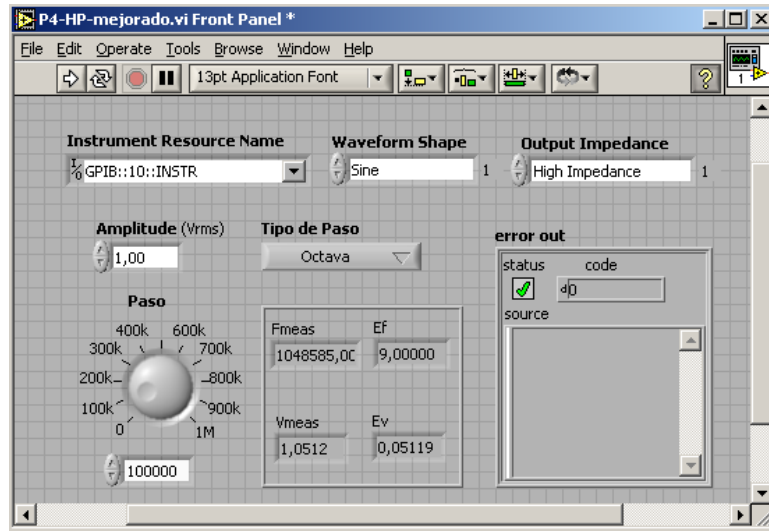 P4-HP-mejorado.vi Front Panel *
File Edit Operate Tools Browse Window Help
13pt Application Font
1
Instrument Resource Name
GPIB::10::INSTR
Waveform Shape
Sine 1
Output Impedance
High Impedance 1
Amplitude (Vrms)
1,00
Tipo de Paso
Octava
error out
status code
d0
source
Paso
400k 600k
300k 700k
200k 800k
100k 900k
0 1M
100000
Fmeas Ef
1048585,00 9,00000
Vmeas Ev
1,0512 0,05119